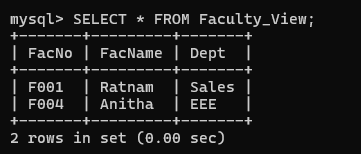 mysql> SELECT * FROM Faculty_View;
+-------+---------+-------+
| FacNo | FacName | Dept  |
+-------+---------+-------+
| F001  | Ratnam  | Sales |
| F004  | Anitha  | EEE   |
+-------+---------+-------+
2 rows in set (0.00 sec)